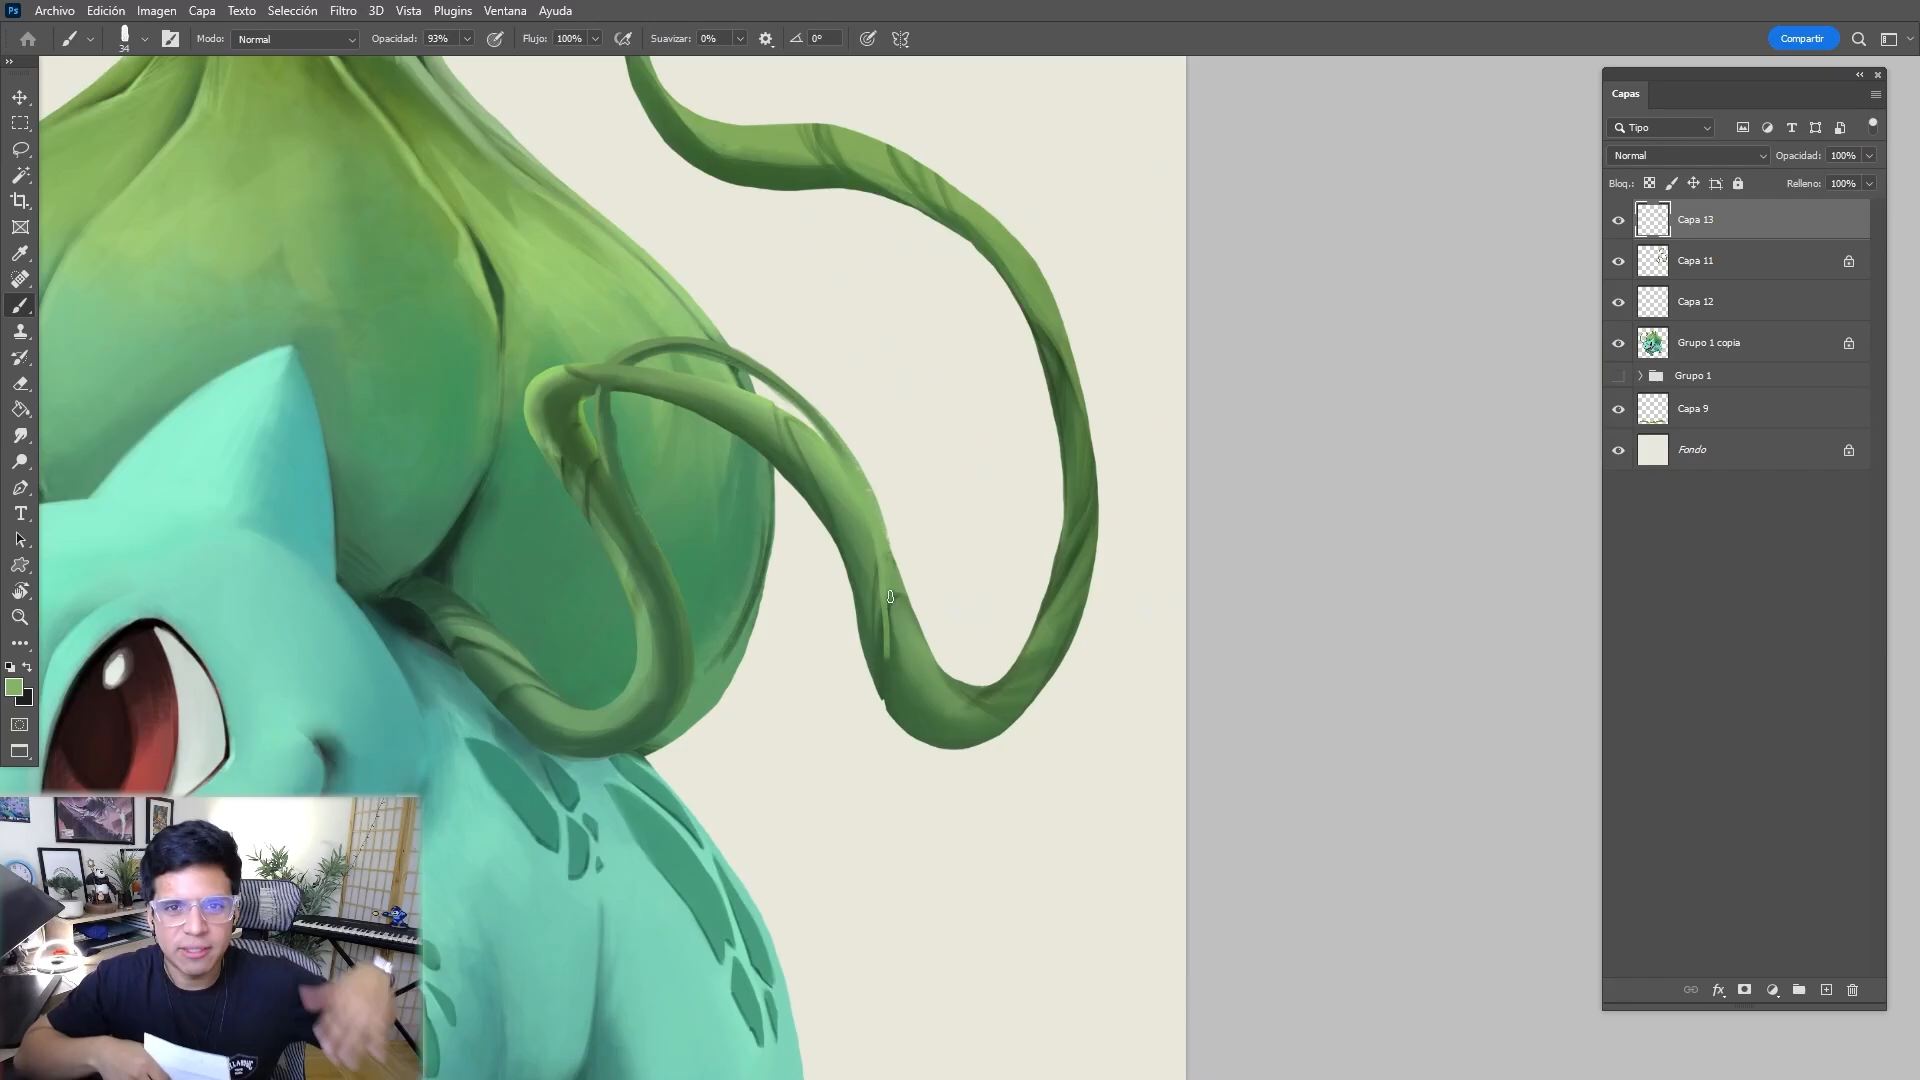 Ps Archivo Edición Imagen Capa Texto Selección Filtro 3D Vista Plugins Ventana Ayuda
34 Modo: Normal Opacidad: 93% Flujo: 100% Suavizar: 0% 0° Compartir
Capas
Tipo
Normal Opacidad: 100%
Bloq.: Relleno: 100%
Capa 13
Capa 11
Capa 12
Grupo 1 copia
Grupo 1
Capa 9
Fondo